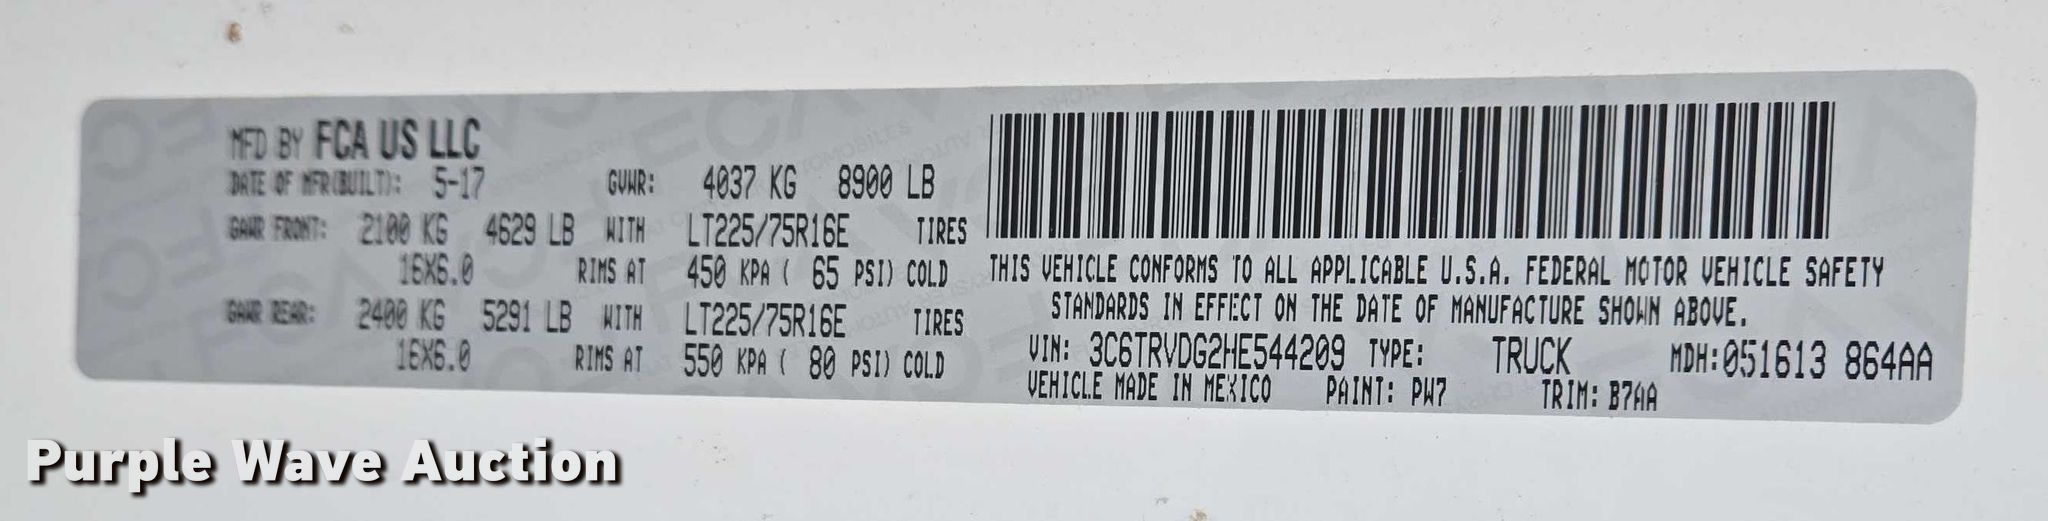 MFD BY FCA US LLC
DATE OF MFR(BUILT): 5-17 GVWR: 4037 KG 8900 LB
GAWR FRONT: 2100 KG 4629 LB WITH LT225/75R16E TIRES
16X6.0 RIMS AT 450 KPA ( 65 PSI) COLD
GAWR REAR: 2400 KG 5291 LB WITH LT225/75R16E TIRES
16X6.0 RIMS AT 550 KPA ( 80 PSI) COLD
THIS VEHICLE CONFORMS TO ALL APPLICABLE U.S.A. FEDERAL MOTOR VEHICLE SAFETY
STANDARDS IN EFFECT ON THE DATE OF MANUFACTURE SHOWN ABOVE.
VIN: 3C6TRVDG2HE544209 TYPE: TRUCK MDH:051613 864AA
VEHICLE MADE IN MEXICO PAINT: PW7 TRIM: B7AA
Purple Wave Auction